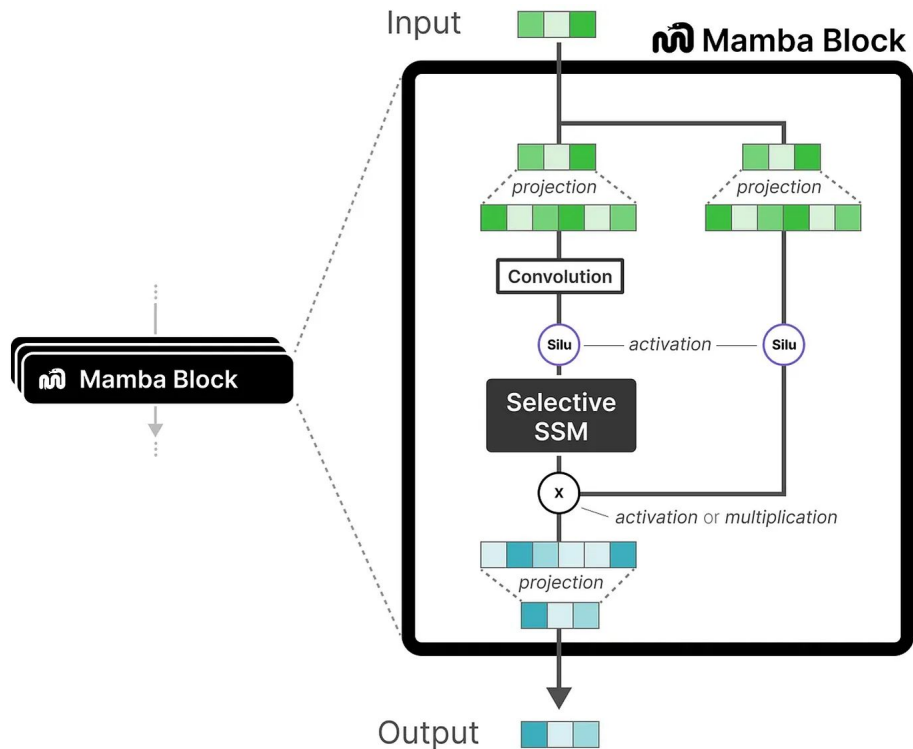 Input
Mamba Block
projection
projection
Convolution
Silu
activation
Silu
Mamba Block
Selective
SSM
X
activation or multiplication
projection
Output